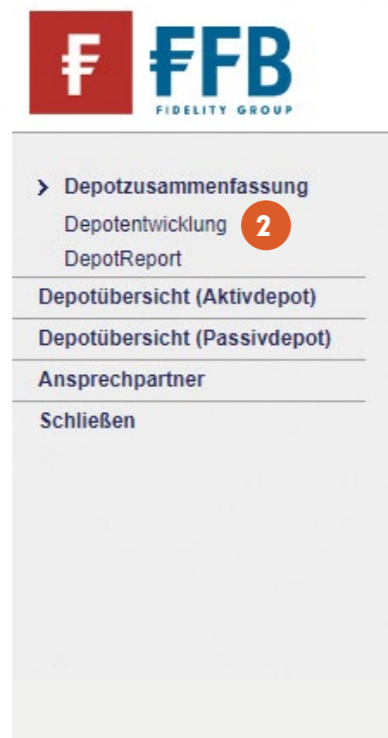 FFB
FIDELITY GROUP
Depotzusammenfassung
Depotentwicklung 2
DepotReport
Depotübersicht (Aktivdepot)
Depotübersicht (Passivdepot)
Ansprechpartner
Schließen